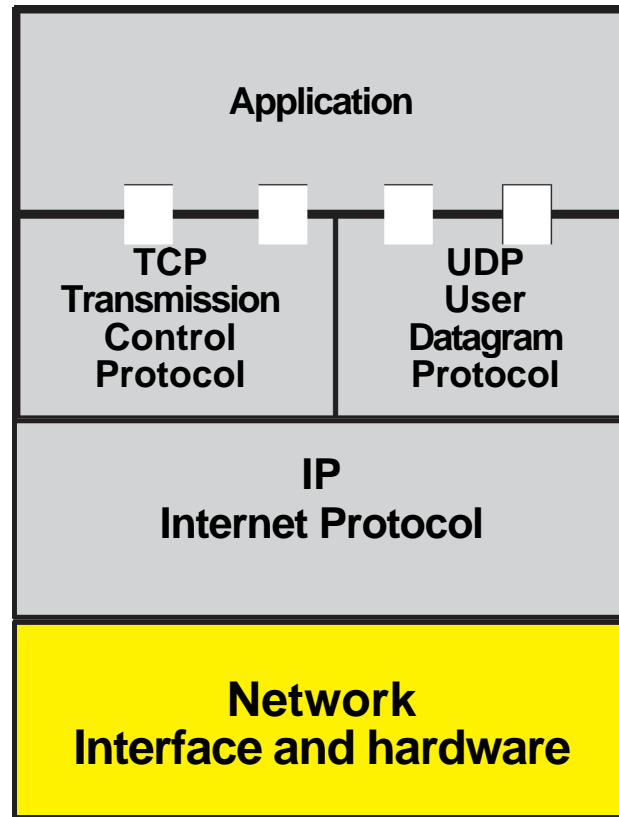 Application
TCP
Transmission
Control
Protocol
UDP
User
Datagram
Protocol
IP
Internet Protocol
Network
Interface and hardware